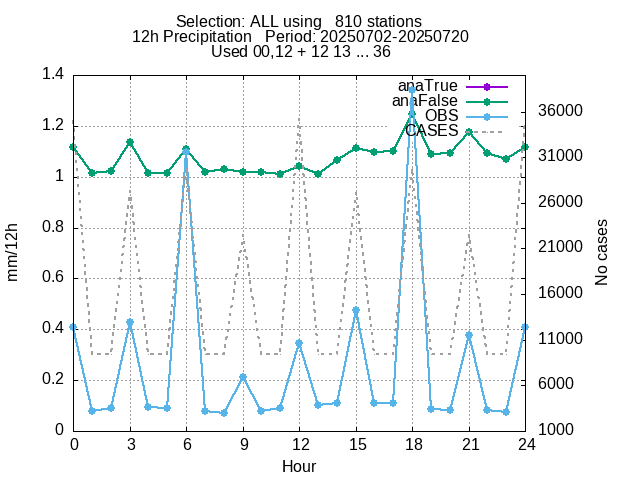 Selection: ALL using   810 stations
12h Precipitation   Period: 20250702-20250720
Used 00,12 + 12 13 ... 36
anaTrue
anaFalse
OBS
CASES
1.4
1.2
1
0.8
0.6
0.4
0.2
0
36000
31000
26000
21000
16000
11000
6000
1000
mm/12h
No cases
0 3 6 9 12 15 18 21 24
Hour